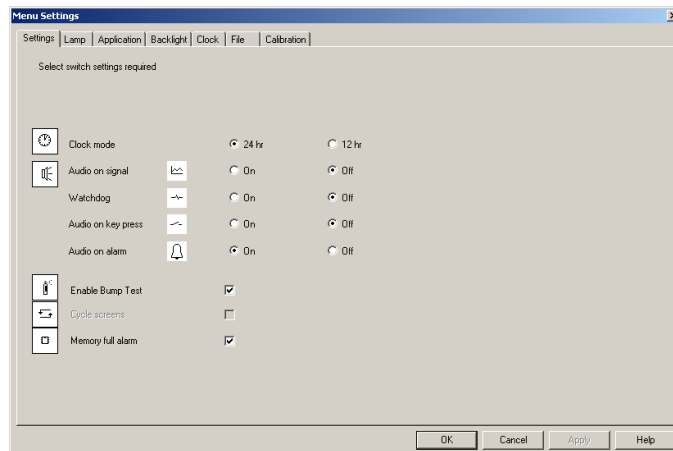 Menu Settings
Settings Lamp Application Backlight Clock File Calibration
Select switch settings required
Clock mode 24 hr 12 hr
Audio on signal On Off
Watchdog On Off
Audio on key press On Off
Audio on alarm On Off
Enable Bump Test
Cycle screens
Memory full alarm
OK Cancel Apply Help